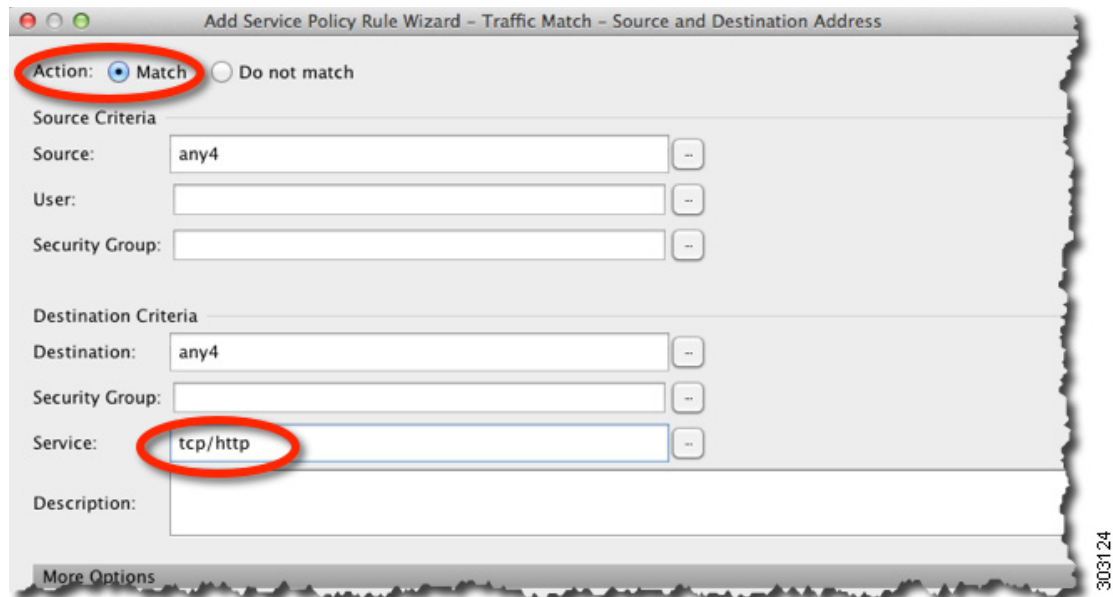 Add Service Policy Rule Wizard – Traffic Match – Source and Destination Address
Action: Match Do not match
Source Criteria
Source: any4 ...
User: ...
Security Group: ...
Destination Criteria
Destination: any4 ...
Security Group: ...
Service: tcp/http ...
Description:
More Options
303124